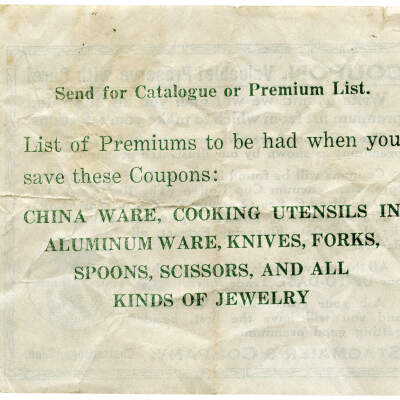 Send for Catalogue or Premium List.
List of Premiums to be had when you
save these Coupons:
CHINA WARE, COOKING UTENSILS IN
ALUMINUM WARE, KNIVES, FORKS,
SPOONS, SCISSORS, AND ALL
KINDS OF JEWELRY